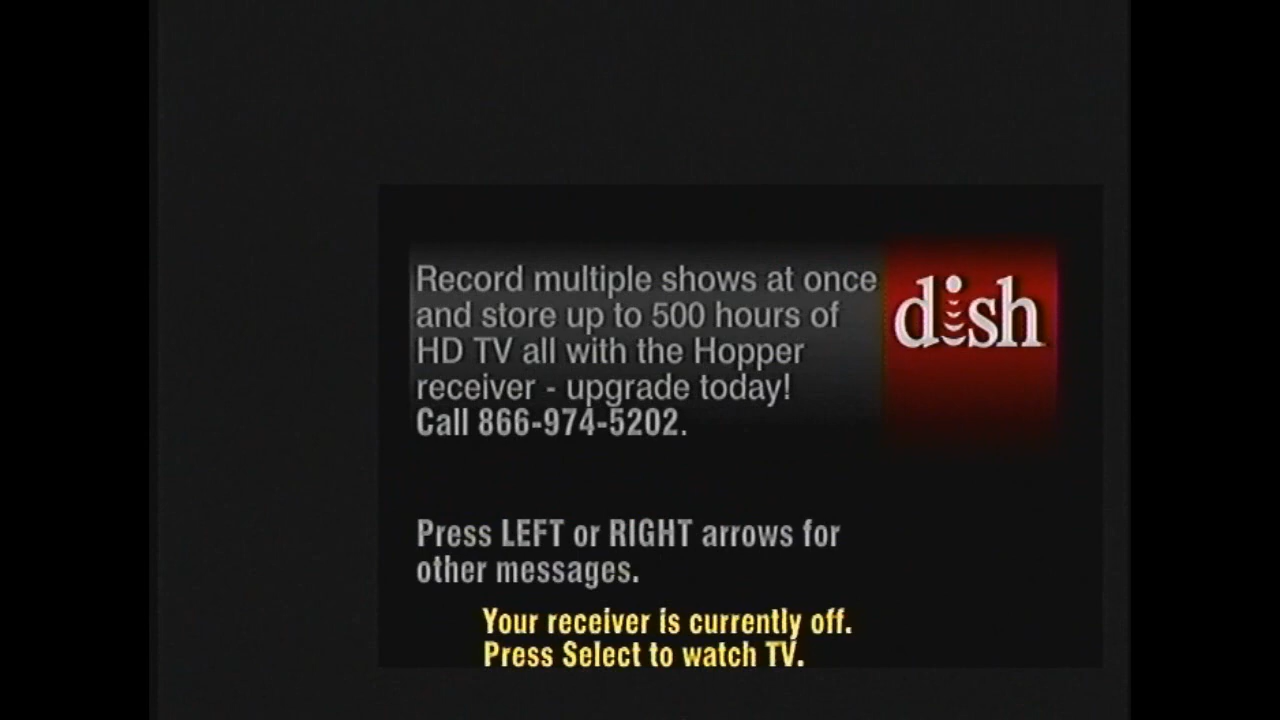 Record multiple shows at once
and store up to 500 hours of
HD TV all with the Hopper
receiver - upgrade today!
Call 866-974-5202.
dish
Press LEFT or RIGHT arrows for
other messages.
Your receiver is currently off.
Press Select to watch TV.